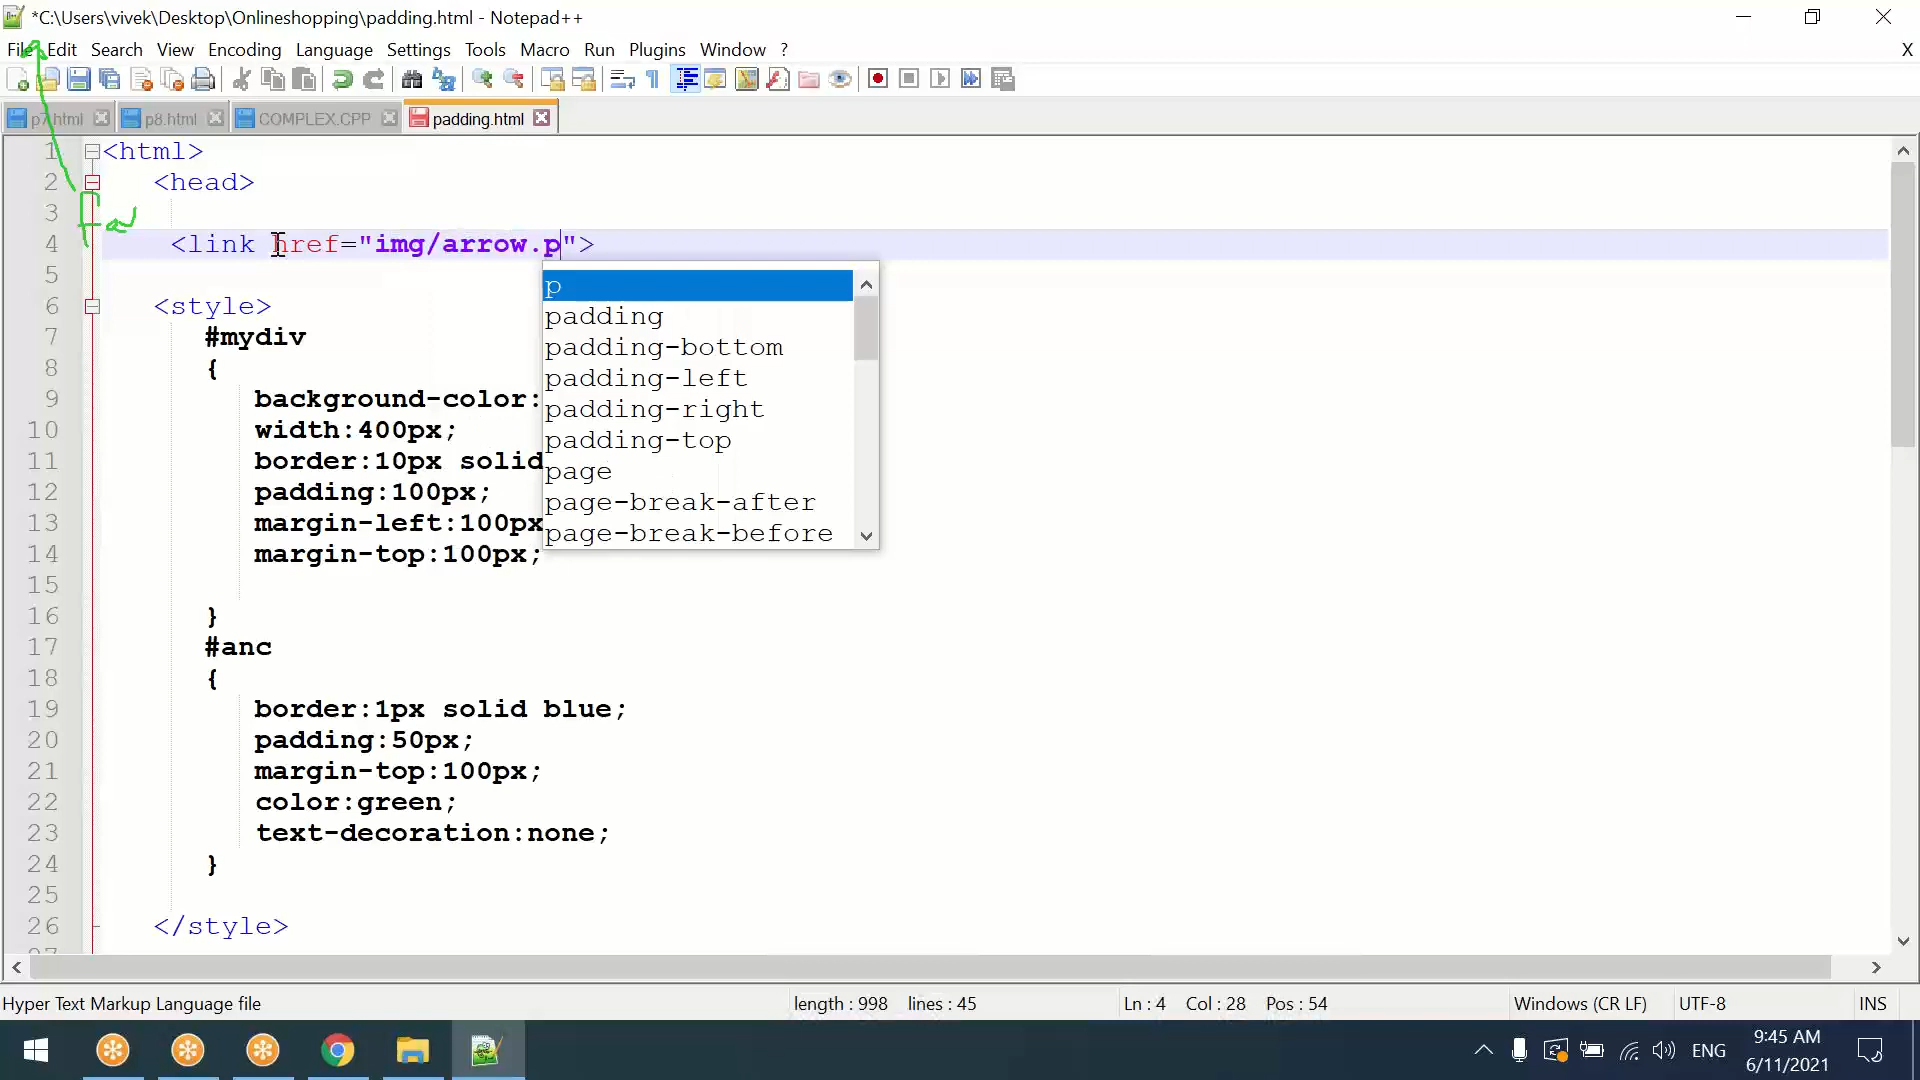 *C:\Users\vivek\Desktop\Onlineshopping\padding.html - Notepad++
File Edit Search View Encoding Language Settings Tools Macro Run Plugins Window ? X
p7.html p8.html COMPLEX.CPP padding.html
1 <html>
2 <head>
3
4 <link href="img/arrow.p">
5
6 <style>
7 #mydiv
8 {
9 background-color:
10 width:400px;
11 border:10px solid
12 padding:100px;
13 margin-left:100px
14 margin-top:100px;
15
16 }
17 #anc
18 {
19 border:1px solid blue;
20 padding:50px;
21 margin-top:100px;
22 color:green;
23 text-decoration:none;
24 }
25
26 </style>
p
padding
padding-bottom
padding-left
padding-right
padding-top
page
page-break-after
page-break-before
Hyper Text Markup Language file length : 998 lines : 45 Ln : 4 Col : 28 Pos : 54 Windows (CR LF) UTF-8 INS
ENG 9:45 AM
6/11/2021